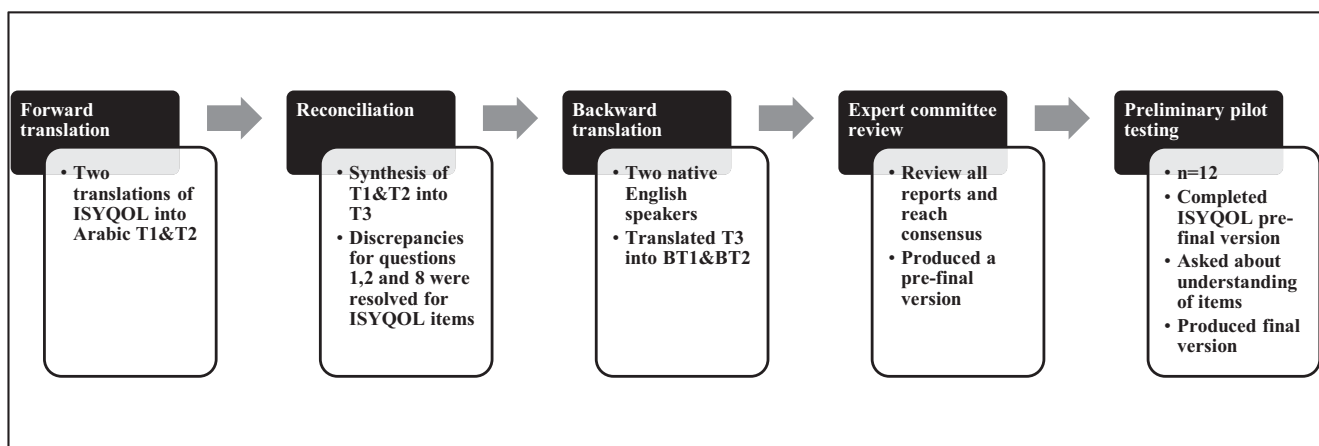 Forward
translation
• Two
translations of
ISYQOL into
Arabic T1&T2
Reconciliation
• Synthesis of
T1&T2 into
T3
• Discrepancies
for questions
1,2 and 8 were
resolved for
ISYQOL items
Backward
translation
• Two native
English
speakers
• Translated T3
into BT1&BT2
Expert committee
review
• Review all
reports and
reach
consensus
• Produced a
pre-final
version
Preliminary pilot
testing
• n=12
• Completed
ISYQOL pre-
final version
• Asked about
understanding
of items
• Produced final
version